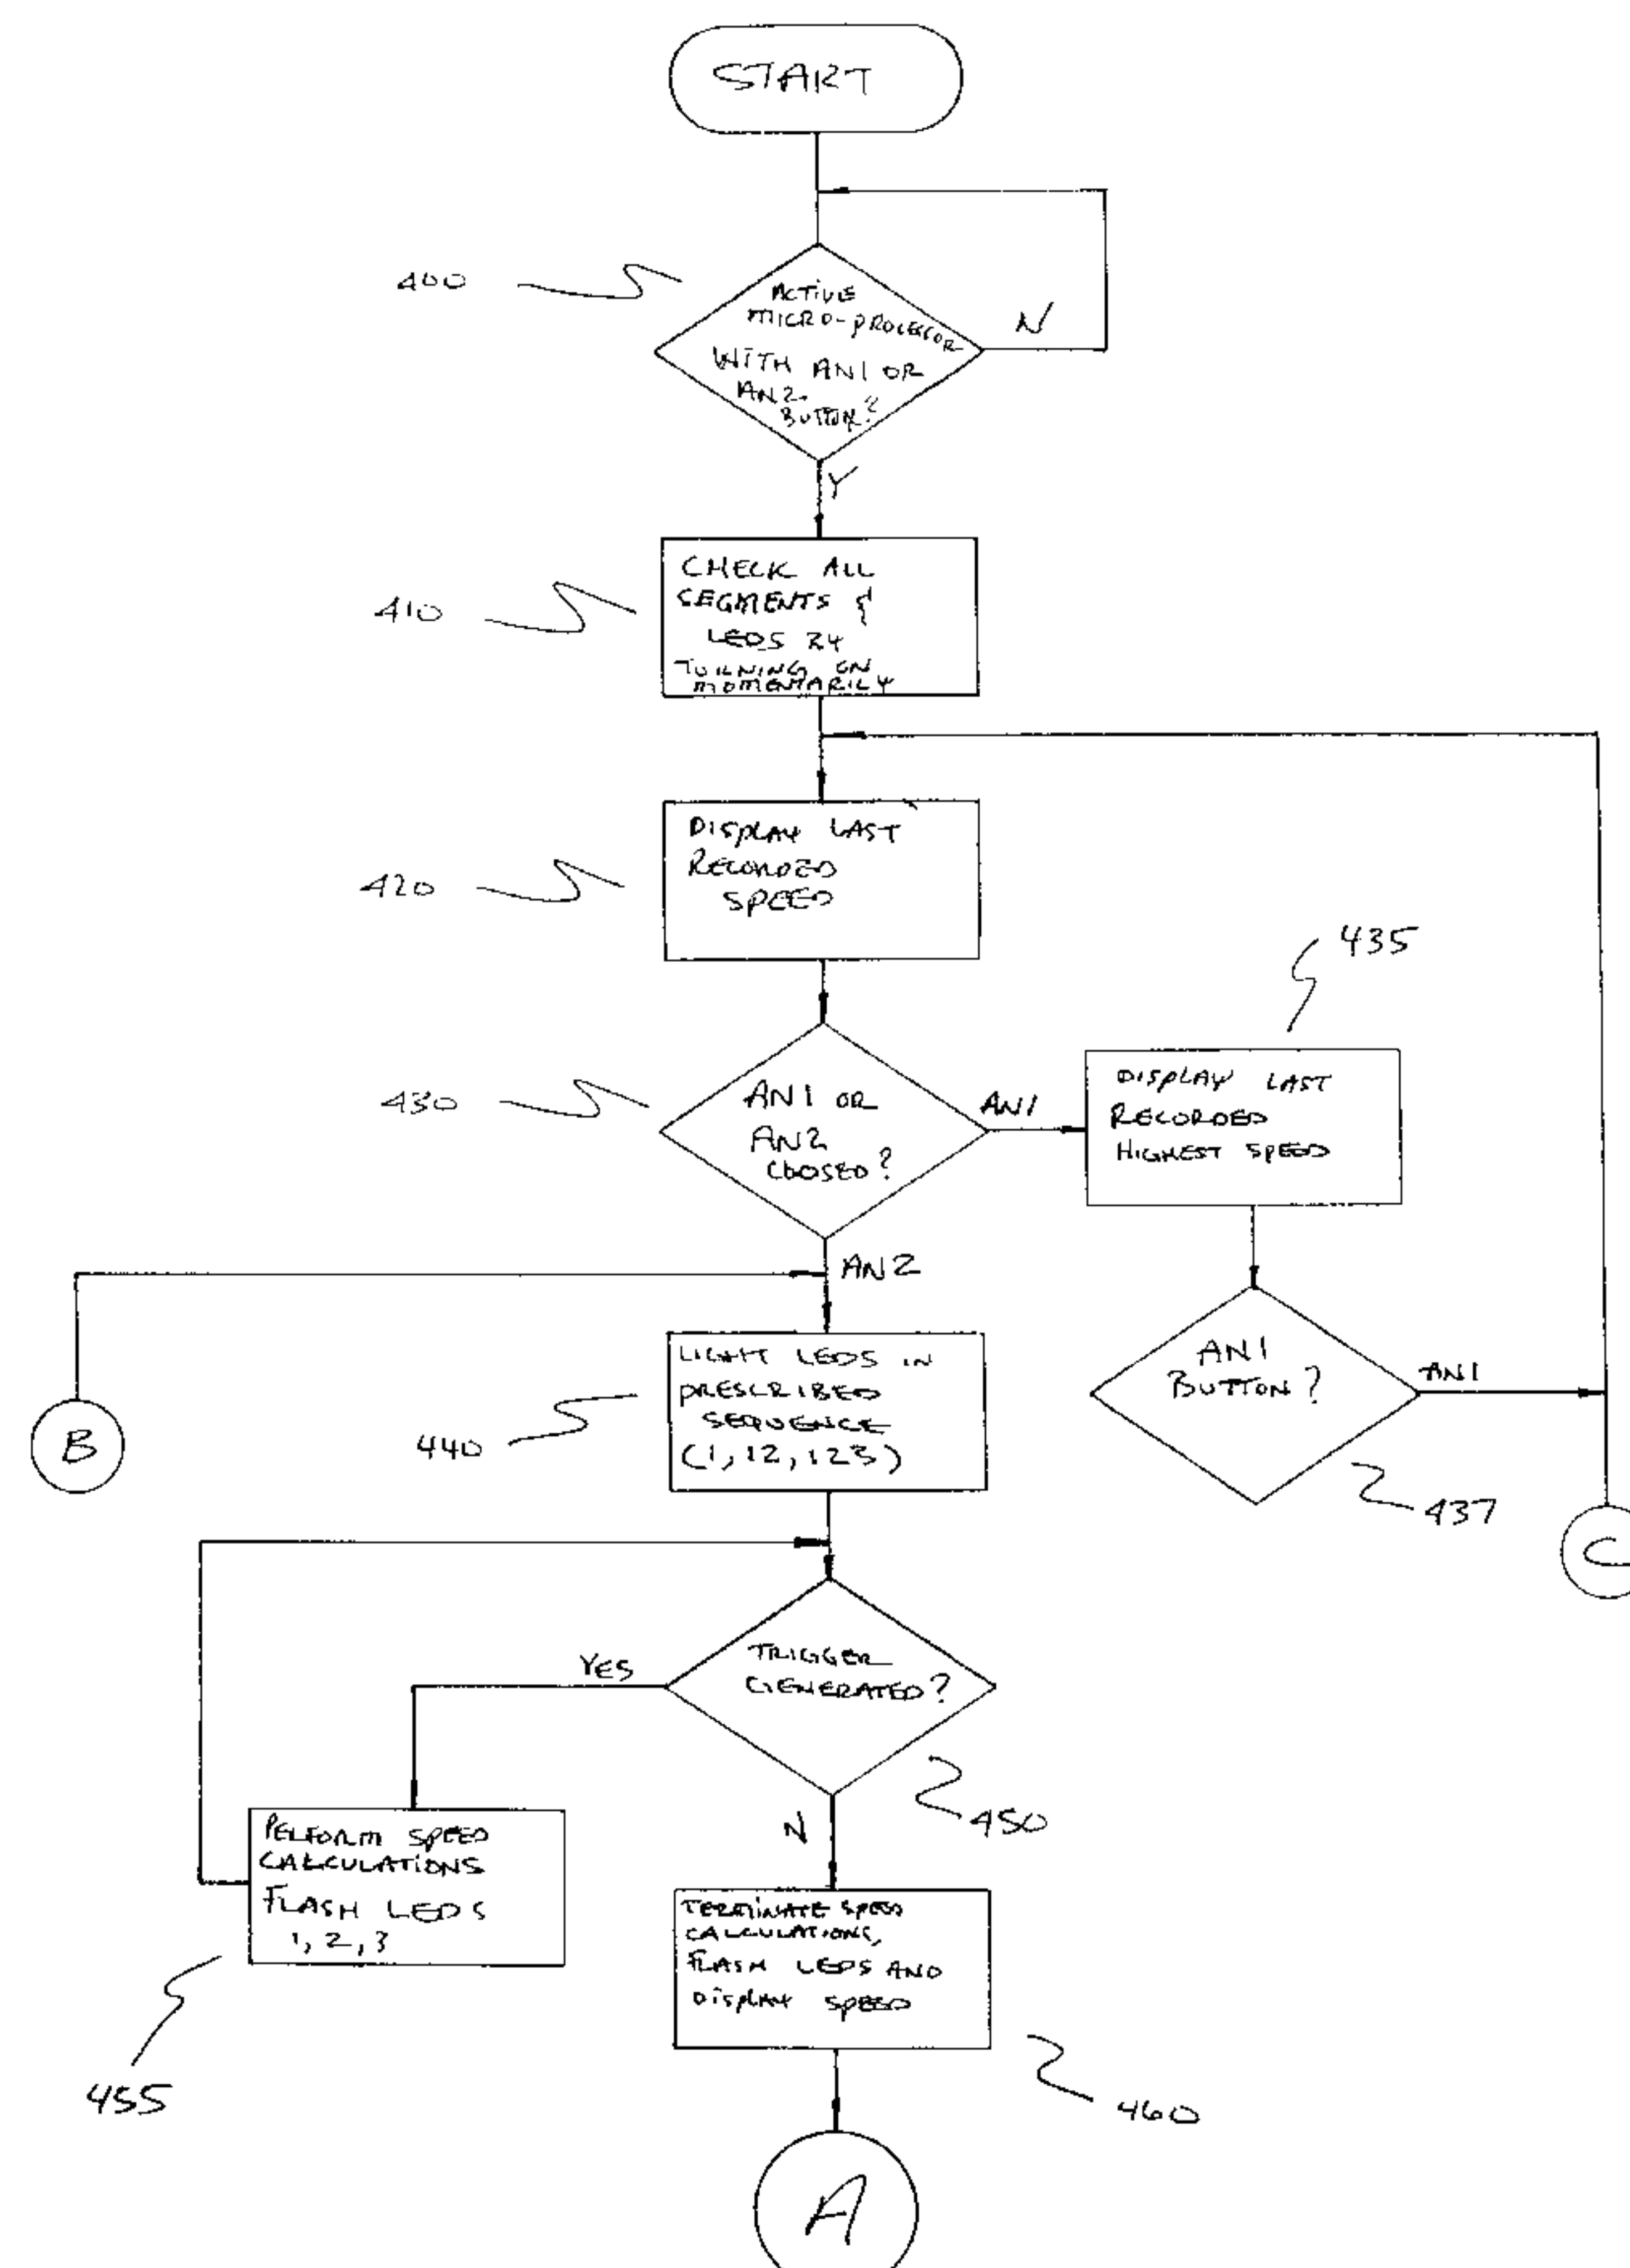 START
400
ACTIVE
MICRO-PROCESSOR
WITH AN1 OR
AN2
BUTTON?
N
Y
410
CHECK ALL
SEGMENTS &
LEDS BY
TURNING ON
MOMENTARILY
420
DISPLAY LAST
RECORDED
SPEED
430
AN1 OR
AN2
CLOSED?
AN1
435
DISPLAY LAST
RECORDED
HIGHEST SPEED
AN2
B
440
LIGHT LEDS IN
PRESCRIBED
SEQUENCE
(1, 12, 123)
AN1
BUTTON?
AN1
437
C
TRIGGER
GENERATED?
YES
450
N
PERFORM SPEED
CALCULATIONS
FLASH LEDS
1, 2, 3
455
TERMINATE SPEED
CALCULATIONS,
FLASH LEDS AND
DISPLAY SPEED
460
A